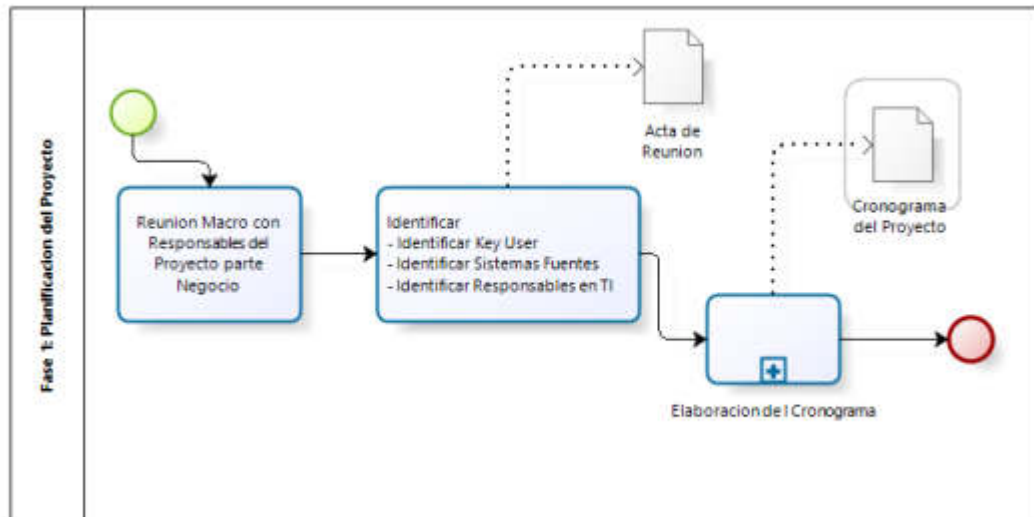 Fase 1: Planificacion del Proyecto
Reunion Macro con
Responsables del
Proyecto parte
Negocio
Identificar
- Identificar Key User
- Identificar Sistemas Fuentes
- Identificar Responsables en TI
Acta de
Reunion
Cronograma
del Proyecto
Elaboracion del Cronograma